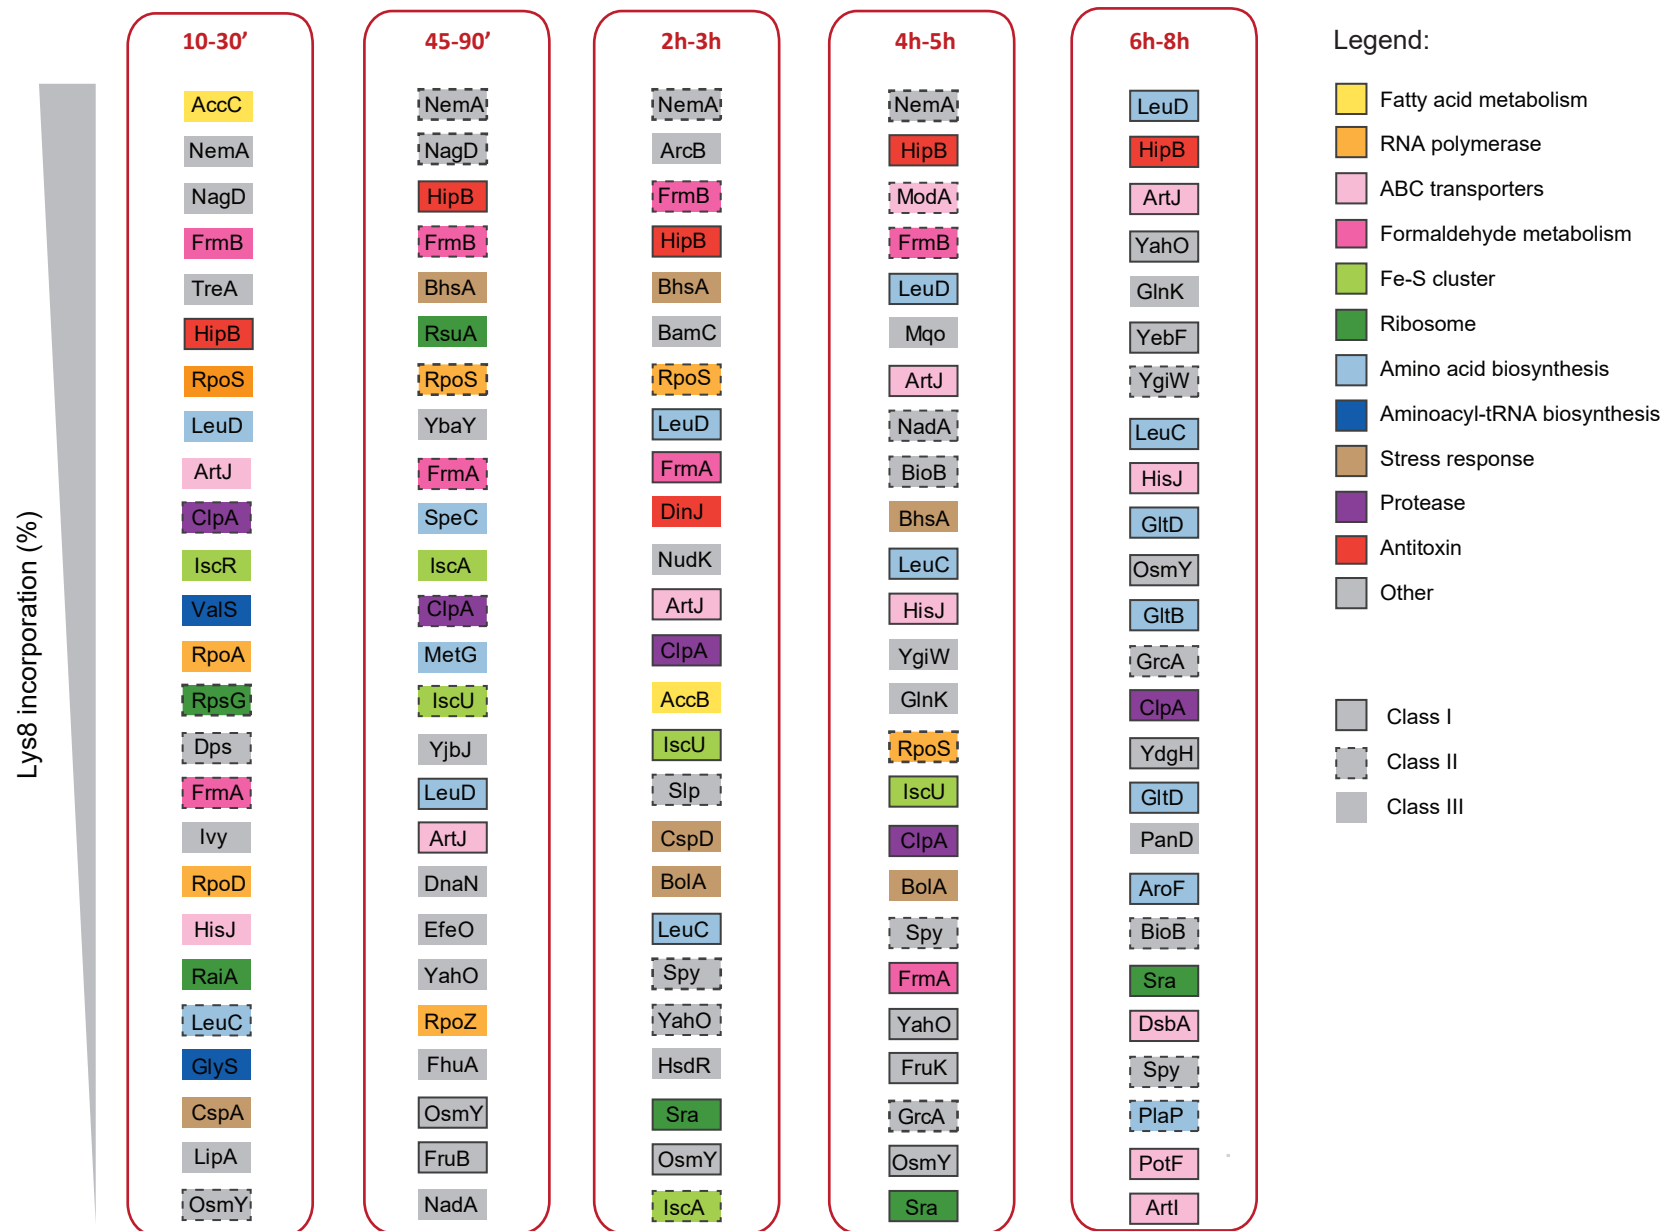 Lys8 incorporation (%)
10-30’
AccC
NemA
NagD
FrmB
TreA
HipB
RpoS
LeuD
ArtJ
ClpA
IscR
ValS
RpoA
RpsG
Dps
FrmA
Ivy
RpoD
HisJ
RaiA
LeuC
GlyS
CspA
LipA
OsmY
45-90’
NemA
NagD
HipB
FrmB
BhsA
RsuA
RpoS
YbaY
FrmA
SpeC
IscA
ClpA
MetG
IscU
YjbJ
LeuD
ArtJ
DnaN
EfeO
YahO
RpoZ
FhuA
OsmY
FruB
NadA
2h-3h
NemA
ArcB
FrmB
HipB
BhsA
BamC
RpoS
LeuD
FrmA
DinJ
NudK
ArtJ
ClpA
AccB
IscU
Slp
CspD
BolA
LeuC
Spy
YahO
HsdR
Sra
OsmY
IscA
4h-5h
NemA
HipB
ModA
FrmB
LeuD
Mqo
ArtJ
NadA
BioB
BhsA
LeuC
HisJ
YgiW
GlnK
RpoS
IscU
ClpA
BolA
Spy
FrmA
YahO
FruK
GrcA
OsmY
Sra
6h-8h
LeuD
HipB
ArtJ
YahO
GlnK
YebF
YgiW
LeuC
HisJ
GltD
OsmY
GltB
GrcA
ClpA
YdgH
GltD
PanD
AroF
BioB
Sra
DsbA
Spy
PlaP
PotF
ArtI
Legend:
Fatty acid metabolism
RNA polymerase
ABC transporters
Formaldehyde metabolism
Fe-S cluster
Ribosome
Amino acid biosynthesis
Aminoacyl-tRNA biosynthesis
Stress response
Protease
Antitoxin
Other
Class I
Class II
Class III